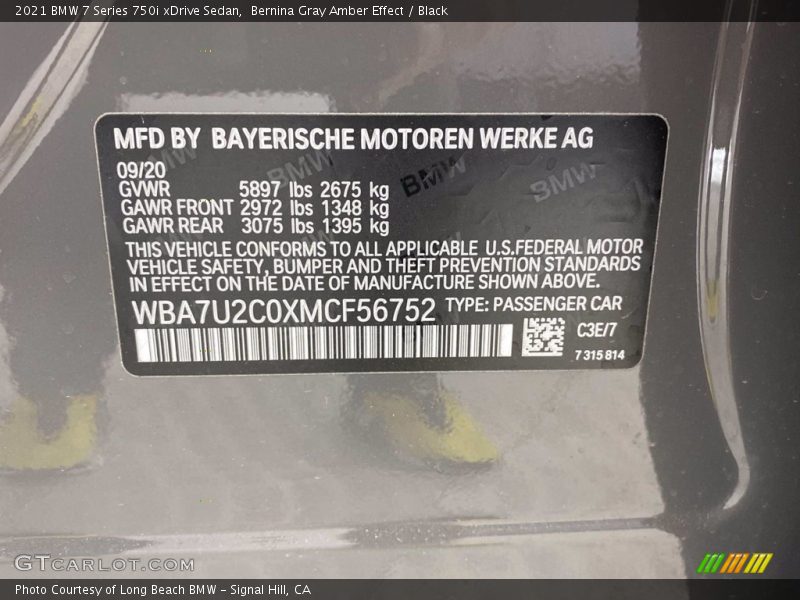 2021 BMW 7 Series 750i xDrive Sedan,  Bernina Gray Amber Effect / Black
MFD BY BAYERISCHE MOTOREN WERKE AG
BMW BMW BMW BMW
09/20
GVWR 5897 lbs 2675 kg
GAWR FRONT 2972 lbs 1348 kg
GAWR REAR 3075 lbs 1395 kg
THIS VEHICLE CONFORMS TO ALL APPLICABLE U.S.FEDERAL MOTOR
VEHICLE SAFETY, BUMPER AND THEFT PREVENTION STANDARDS
IN EFFECT ON THE DATE OF MANUFACTURE SHOWN ABOVE.
WBA7U2C0XMCF56752 TYPE: PASSENGER CAR
C3E/7
7 315 814
GTCARLOT.COM
Photo Courtesy of Long Beach BMW - Signal Hill, CA